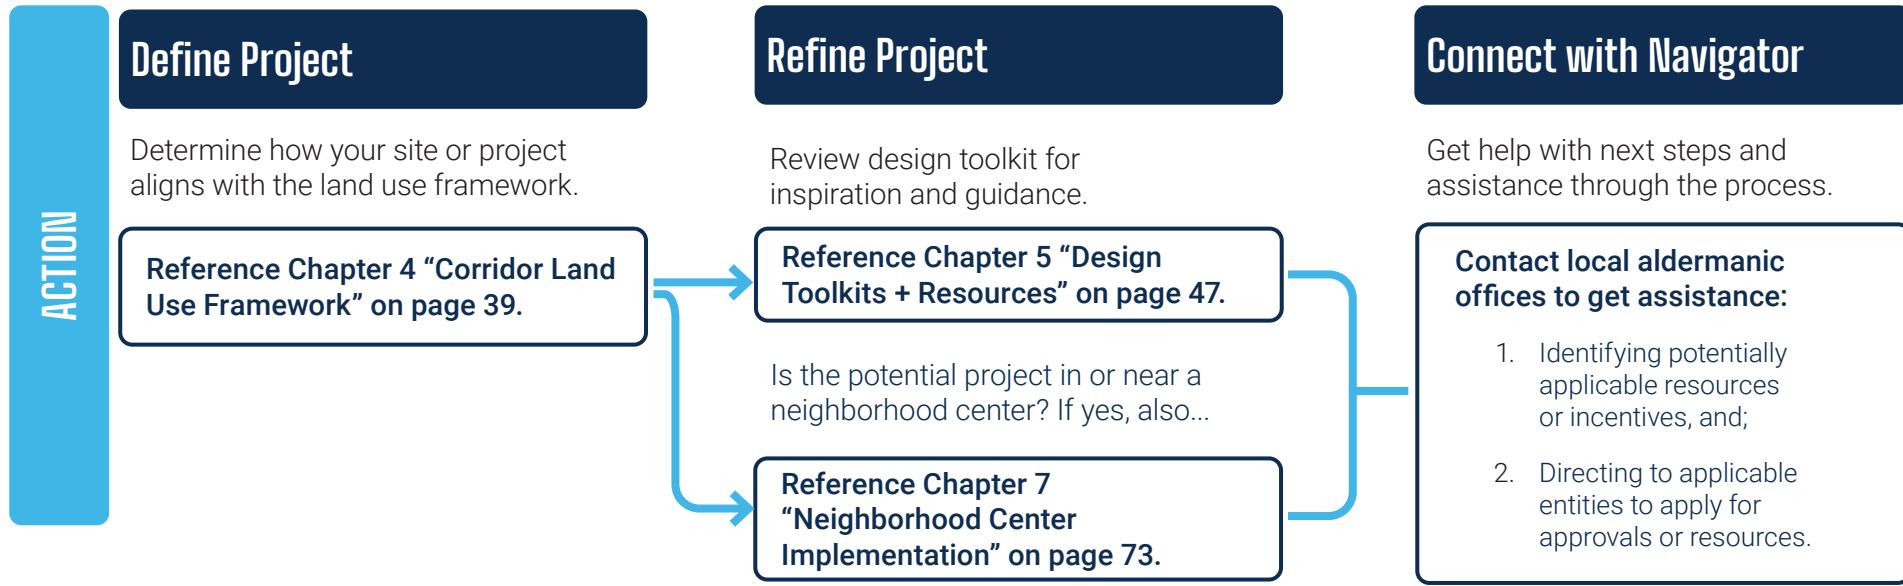 ACTION
Define Project
Determine how your site or project
aligns with the land use framework.
Reference Chapter 4 “Corridor Land
Use Framework” on page 39.
Refine Project
Review design toolkit for
inspiration and guidance.
Reference Chapter 5 “Design
Toolkits + Resources” on page 47.
Is the potential project in or near a
neighborhood center? If yes, also...
Reference Chapter 7
“Neighborhood Center
Implementation” on page 73.
Connect with Navigator
Get help with next steps and
assistance through the process.
Contact local aldermanic
offices to get assistance:
1. Identifying potentially
applicable resources
or incentives, and;
2. Directing to applicable
entities to apply for
approvals or resources.